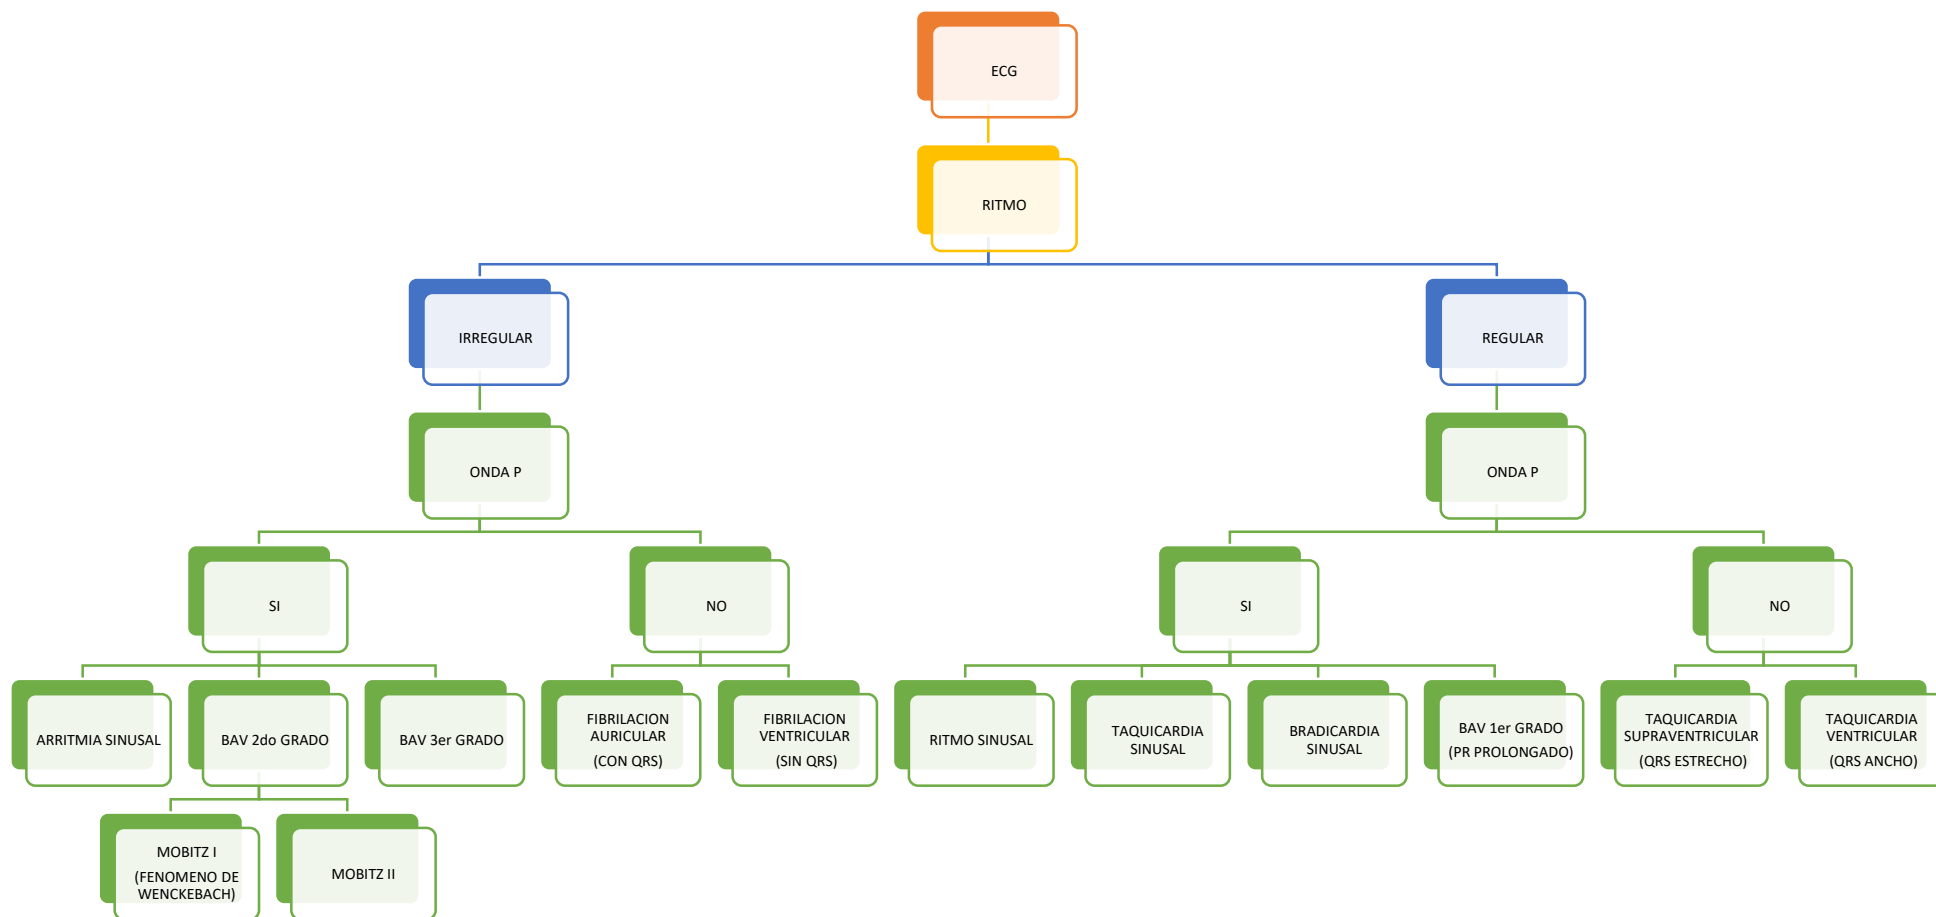 ECG
RITMO
IRREGULAR
REGULAR
ONDA P
ONDA P
SI
NO
SI
NO
ARRITMIA SINUSAL
BAV 2do GRADO
BAV 3er GRADO
FIBRILACION
AURICULAR
(CON QRS)
FIBRILACION
VENTRICULAR
(SIN QRS)
RITMO SINUSAL
TAQUICARDIA
SINUSAL
BRADICARDIA
SINUSAL
BAV 1er GRADO
(PR PROLONGADO)
TAQUICARDIA
SUPRAVENTRICULAR
(QRS ESTRECHO)
TAQUICARDIA
VENTRICULAR
(QRS ANCHO)
MOBITZ I
(FENOMENO DE
WENCKEBACH)
MOBITZ II